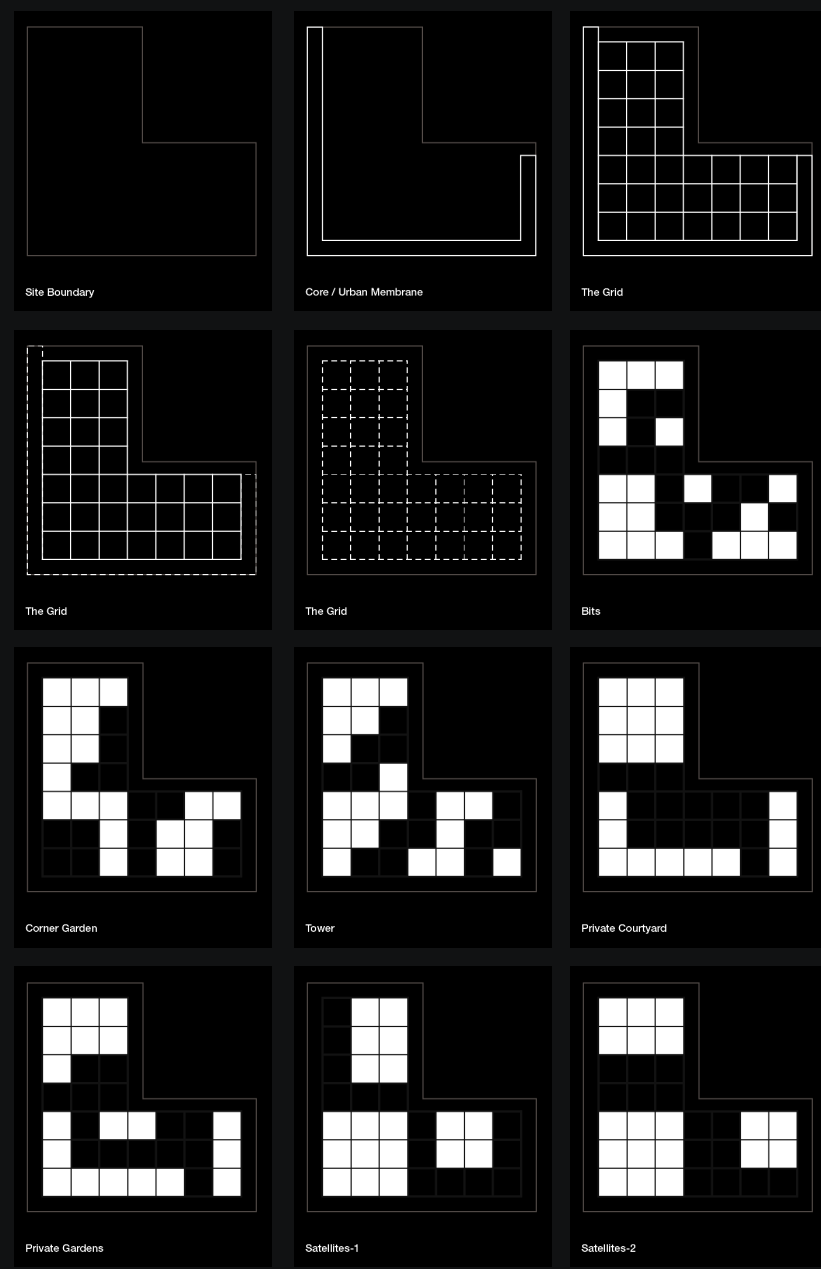 Site Boundary
Core / Urban Membrane
The Grid
The Grid
The Grid
Bits
Corner Garden
Tower
Private Courtyard
Private Gardens
Satellites-1
Satellites-2